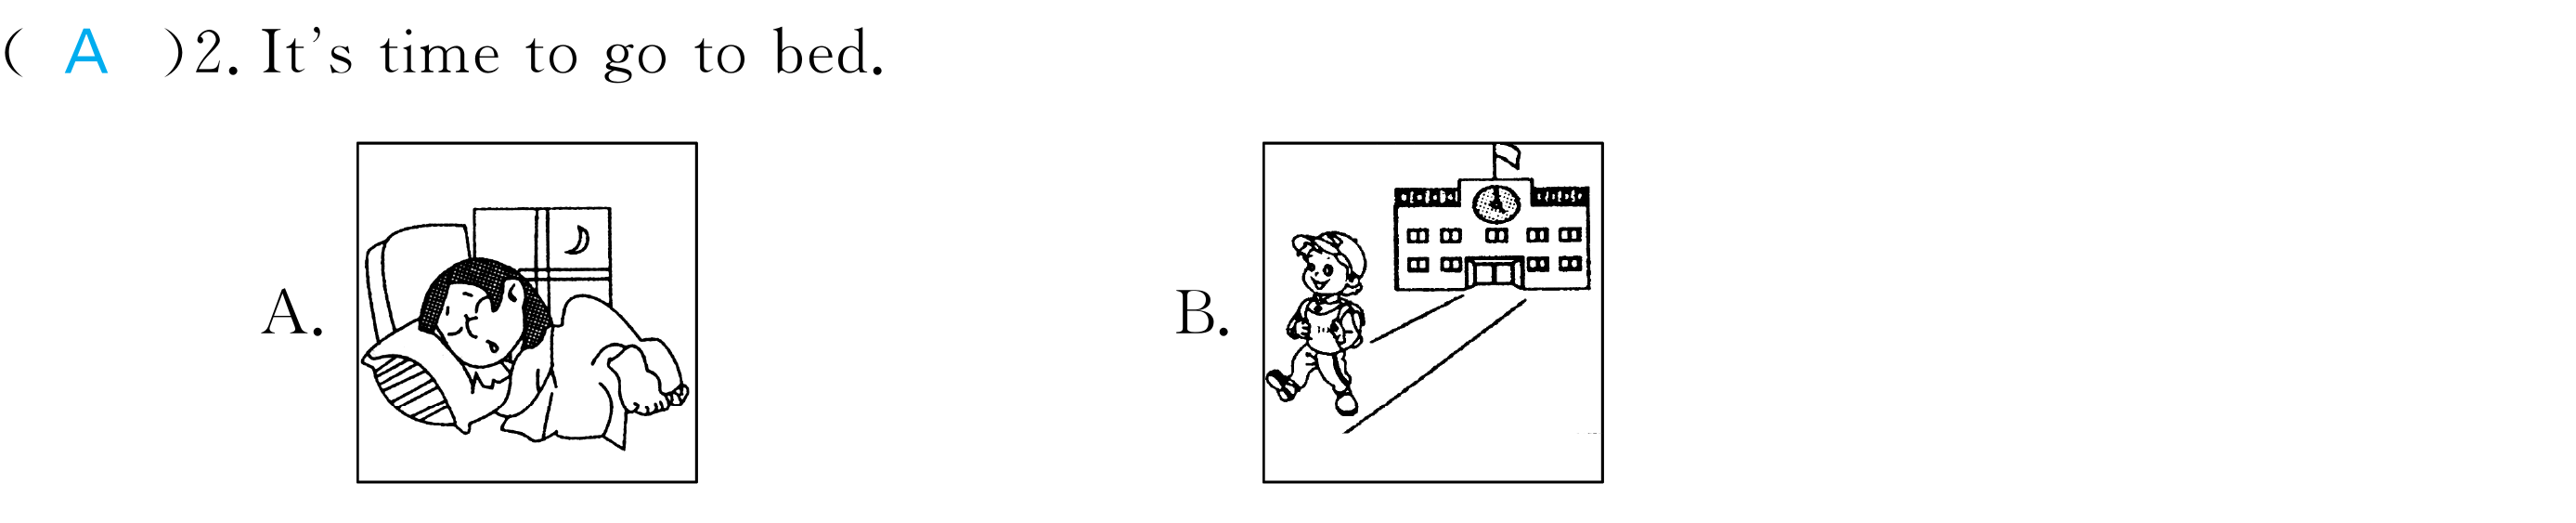 ( A )2. It's time to go to bed.
A. B.